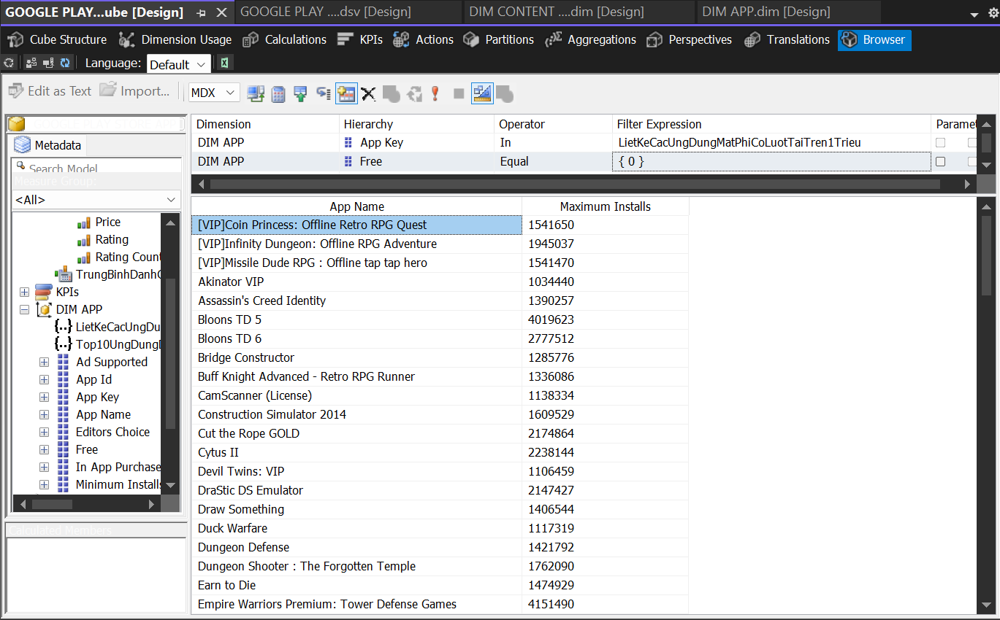 GOOGLE PLAY...ube [Design] GOOGLE PLAY ....dsv [Design] DIM CONTENT ....dim [Design] DIM APP.dim [Design]
Cube Structure Dimension Usage Calculations KPIs Actions Partitions Aggregations Perspectives Translations Browser
Language: Default
Edit as Text Import... MDX
Metadata
Search Model
Measure Group:
<All>
Price
Rating
Rating Count
TrungBinhDanhG
KPIs
DIM APP
LietKeCacUngDu
Top10UngDungD
Ad Supported
App Id
App Key
App Name
Editors Choice
Free
In App Purchase
Minimum Installs
Calculated Members
Dimension Hierarchy Operator Filter Expression Paramet
DIM APP App Key In LietKeCacUngDungMatPhiCoLuotTaiTren1Trieu
DIM APP Free Equal { 0 }
App Name Maximum Installs
[VIP]Coin Princess: Offline Retro RPG Quest 1541650
[VIP]Infinity Dungeon: Offline RPG Adventure 1945037
[VIP]Missile Dude RPG : Offline tap tap hero 1541470
Akinator VIP 1034440
Assassin's Creed Identity 1390257
Bloons TD 5 4019623
Bloons TD 6 2777512
Bridge Constructor 1285776
Buff Knight Advanced - Retro RPG Runner 1336086
CamScanner (License) 1138334
Construction Simulator 2014 1609529
Cut the Rope GOLD 2174864
Cytus II 2238144
Devil Twins: VIP 1106459
DraStic DS Emulator 2147427
Draw Something 1406544
Duck Warfare 1117319
Dungeon Defense 1421792
Dungeon Shooter : The Forgotten Temple 1762090
Earn to Die 1474929
Empire Warriors Premium: Tower Defense Games 4151490